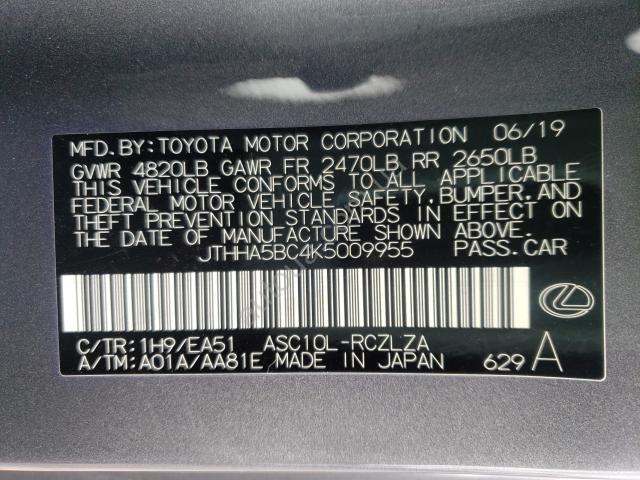 MFD.BY:TOYOTA MOTOR CORPORATION 06/19
GVWR 4820LB GAWR FR 2470LB RR 2650LB
THIS VEHICLE CONFORMS TO ALL APPLICABLE
FEDERAL MOTOR VEHICLE SAFETY,BUMPER,AND
THEFT PREVENTION STANDARDS IN EFFECT ON
THE DATE OF MANUFACTURE SHOWN ABOVE.
JTHHA5BC4K5009955 PASS.CAR
C/TR:1H9/EA51 ASC10L-RCZLZA
A/TM:A01A/AA81E MADE IN JAPAN 629 A